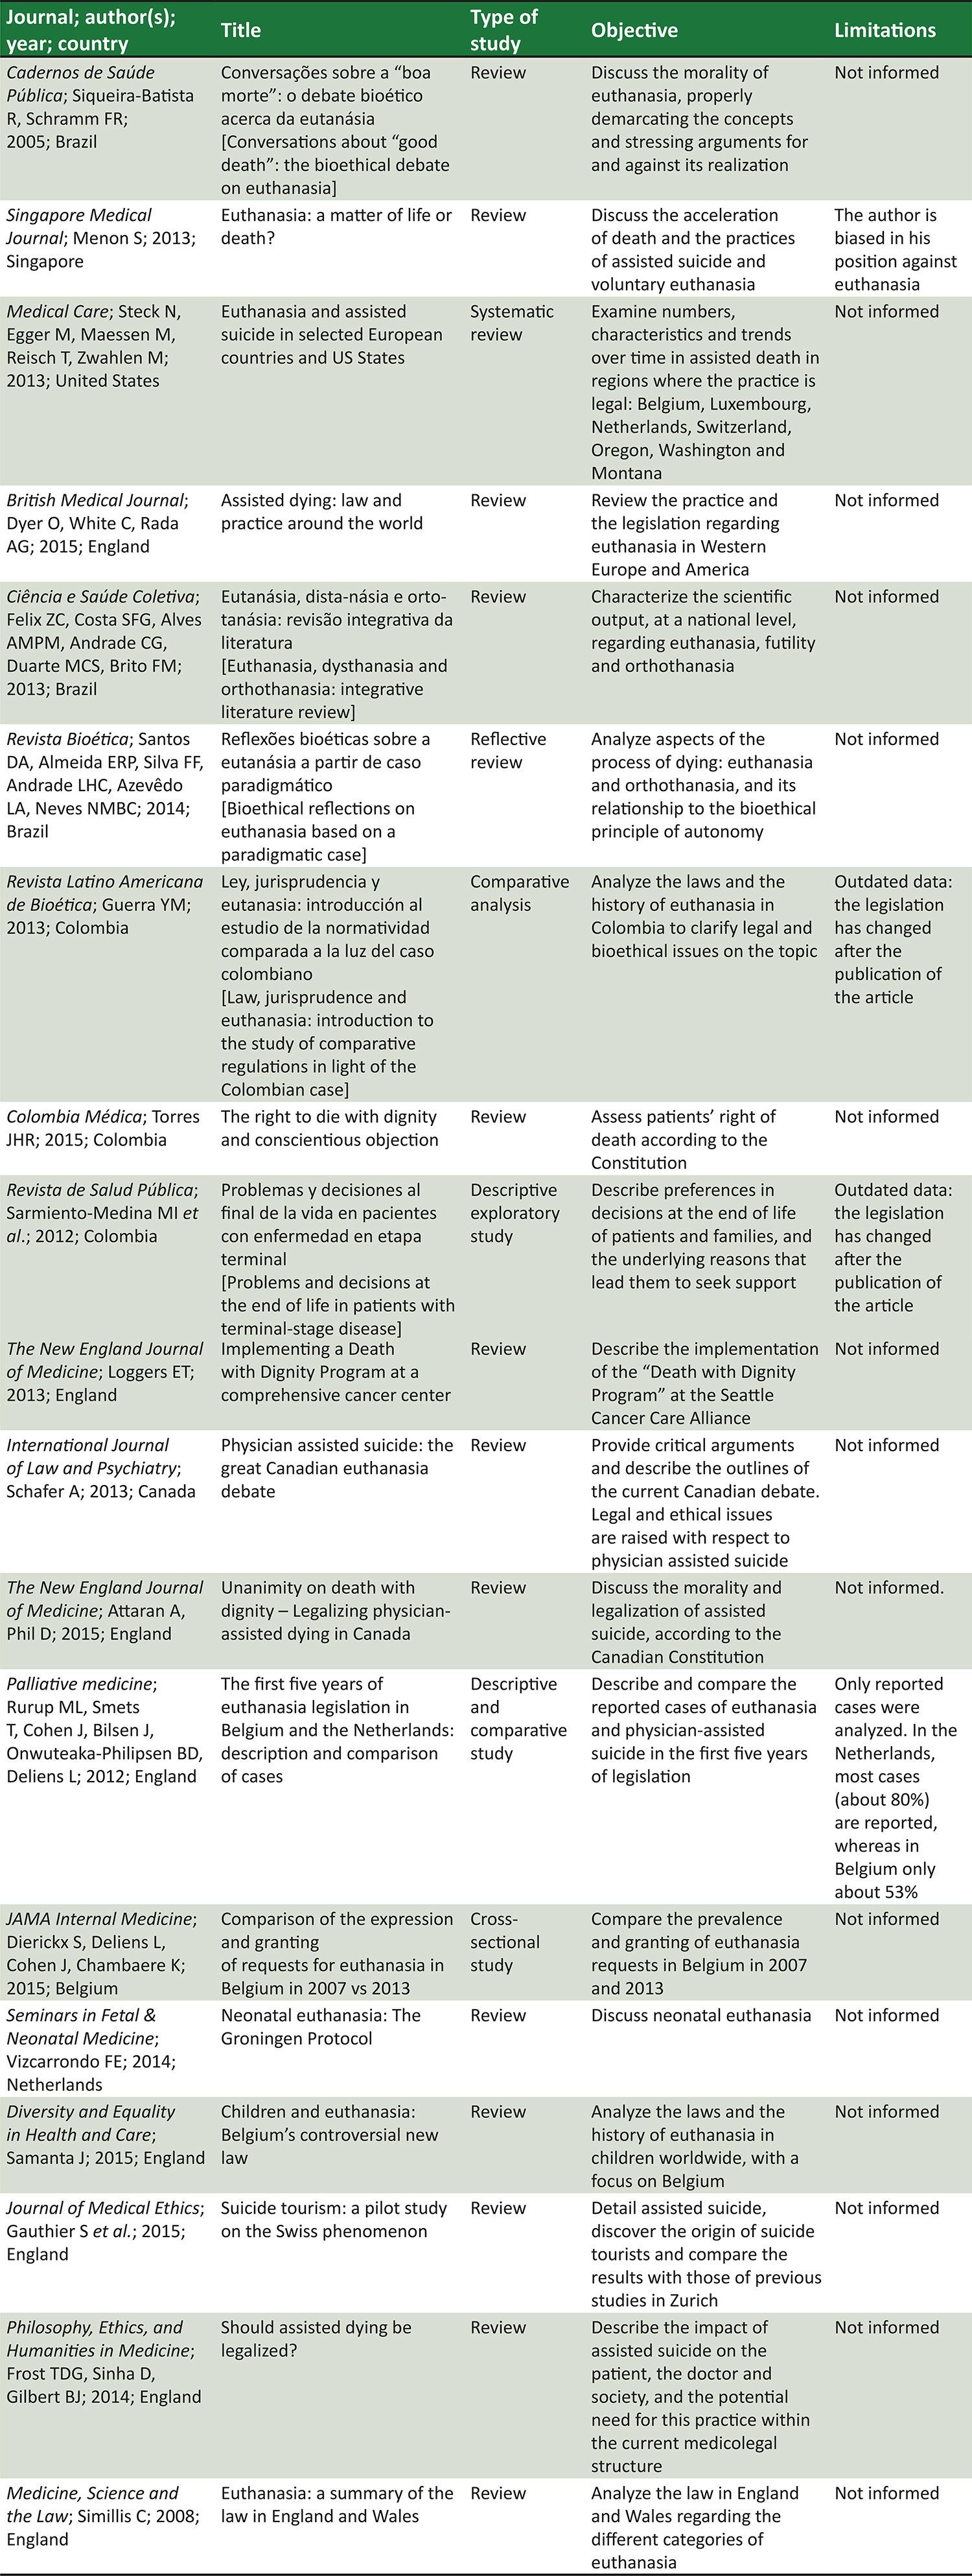 Journal; author(s); year; country | Title | Type of study | Objective | Limitations
Cadernos de Saúde
Pública; Siqueira-Batista
R, Schramm FR;
2005; Brazil
Conversações sobre a “boa
morte”: o debate bioético
acerca da eutanásia
[Conversations about “good
death”: the bioethical debate
on euthanasia]
Review
Discuss the morality of
euthanasia, properly
demarcating the concepts
and stressing arguments for
and against its realization
Not informed
Singapore Medical
Journal; Menon S; 2013;
Singapore
Euthanasia: a matter of life or
death?
Review
Discuss the acceleration
of death and the practices
of assisted suicide and
voluntary euthanasia
The author is
biased in his
position against
euthanasia
Medical Care; Steck N,
Egger M, Maessen M,
Reisch T, Zwahlen M;
2013; United States
Euthanasia and assisted
suicide in selected European
countries and US States
Systematic
review
Examine numbers,
characteristics and trends
over time in assisted death in
regions where the practice is
legal: Belgium, Luxembourg,
Netherlands, Switzerland,
Oregon, Washington and
Montana
Not informed
British Medical Journal;
Dyer O, White C, Rada
AG; 2015; England
Assisted dying: law and
practice around the world
Review
Review the practice and
the legislation regarding
euthanasia in Western
Europe and America
Not informed
Ciência e Saúde Coletiva;
Felix ZC, Costa SFG, Alves
AMPM, Andrade CG,
Duarte MCS, Brito FM;
2013; Brazil
Eutanásia, dista-násia e orto-
tanásia: revisão integrativa da
literatura
[Euthanasia, dysthanasia and
orthothanasia: integrative
literature review]
Review
Characterize the scientific
output, at a national level,
regarding euthanasia, futility
and orthothanasia
Not informed
Revista Bioética; Santos
DA, Almeida ERP, Silva FF,
Andrade LHC, Azevêdo
LA, Neves NMBC; 2014;
Brazil
Reflexões bioéticas sobre a
eutanásia a partir de caso
paradigmático
[Bioethical reflections on
euthanasia based on a
paradigmatic case]
Reflective
review
Analyze aspects of the
process of dying: euthanasia
and orthothanasia, and its
relationship to the bioethical
principle of autonomy
Not informed
Revista Latino Americana
de Bioética; Guerra YM;
2013; Colombia
Ley, jurisprudencia y
eutanasia: introducción al
estudio de la normatividad
comparada a la luz del caso
colombiano
[Law, jurisprudence and
euthanasia: introduction to
the study of comparative
regulations in light of the
Colombian case]
Comparative
analysis
Analyze the laws and the
history of euthanasia in
Colombia to clarify legal and
bioethical issues on the topic
Outdated data:
the legislation
has changed
after the
publication of
the article
Colombia Médica; Torres
JHR; 2015; Colombia
The right to die with dignity
and conscientious objection
Review
Assess patients’ right of
death according to the
Constitution
Not informed
Revista de Salud Pública;
Sarmiento-Medina MI et
al.; 2012; Colombia
Problemas y decisiones al
final de la vida en pacientes
con enfermedad en etapa
terminal
[Problems and decisions at
the end of life in patients with
terminal-stage disease]
Descriptive
exploratory
study
Describe preferences in
decisions at the end of life
of patients and families, and
the underlying reasons that
lead them to seek support
Outdated data:
the legislation
has changed
after the
publication of
the article
The New England Journal
of Medicine; Loggers ET;
2013; England
Implementing a Death
with Dignity Program at a
comprehensive cancer center
Review
Describe the implementation
of the “Death with Dignity
Program” at the Seattle
Cancer Care Alliance
Not informed
International Journal
of Law and Psychiatry;
Schafer A; 2013; Canada
Physician assisted suicide: the
great Canadian euthanasia
debate
Review
Provide critical arguments
and describe the outlines of
the current Canadian debate.
Legal and ethical issues
are raised with respect to
physician assisted suicide
Not informed
The New England Journal
of Medicine; Attaran A,
Phil D; 2015; England
Unanimity on death with
dignity – Legalizing physician-
assisted dying in Canada
Review
Discuss the morality and
legalization of assisted
suicide, according to the
Canadian Constitution
Not informed.
Palliative medicine;
Rurup ML, Smets
T, Cohen J, Bilsen J,
Onwuteaka-Philipsen BD,
Deliens L; 2012; England
The first five years of
euthanasia legislation in
Belgium and the Netherlands:
description and comparison
of cases
Descriptive
and
comparative
study
Describe and compare the
reported cases of euthanasia
and physician-assisted
suicide in the first five years
of legislation
Only reported
cases were
analyzed. In the
Netherlands,
most cases
(about 80%)
are reported,
whereas in
Belgium only
about 53%
JAMA Internal Medicine;
Dierickx S, Deliens L,
Cohen J, Chambaere K;
2015; Belgium
Comparison of the expression
and granting
of requests for euthanasia in
Belgium in 2007 vs 2013
Cross-
sectional
study
Compare the prevalence
and granting of euthanasia
requests in Belgium in 2007
and 2013
Not informed
Seminars in Fetal &
Neonatal Medicine;
Vizcarrondo FE; 2014;
Netherlands
Neonatal euthanasia: The
Groningen Protocol
Review
Discuss neonatal euthanasia
Not informed
Diversity and Equality
in Health and Care;
Samanta J; 2015; England
Children and euthanasia:
Belgium’s controversial new
law
Review
Analyze the laws and the
history of euthanasia in
children worldwide, with a
focus on Belgium
Not informed
Journal of Medical Ethics;
Gauthier S et al.; 2015;
England
Suicide tourism: a pilot study
on the Swiss phenomenon
Review
Detail assisted suicide,
discover the origin of suicide
tourists and compare the
results with those of previous
studies in Zurich
Not informed
Philosophy, Ethics, and
Humanities in Medicine;
Frost TDG, Sinha D,
Gilbert BJ; 2014; England
Should assisted dying be
legalized?
Review
Describe the impact of
assisted suicide on the
patient, the doctor and
society, and the potential
need for this practice within
the current medicolegal
structure
Not informed
Medicine, Science and
the Law; Simillis C; 2008;
England
Euthanasia: a summary of the
law in England and Wales
Review
Analyze the law in England
and Wales regarding the
different categories of
euthanasia
Not informed